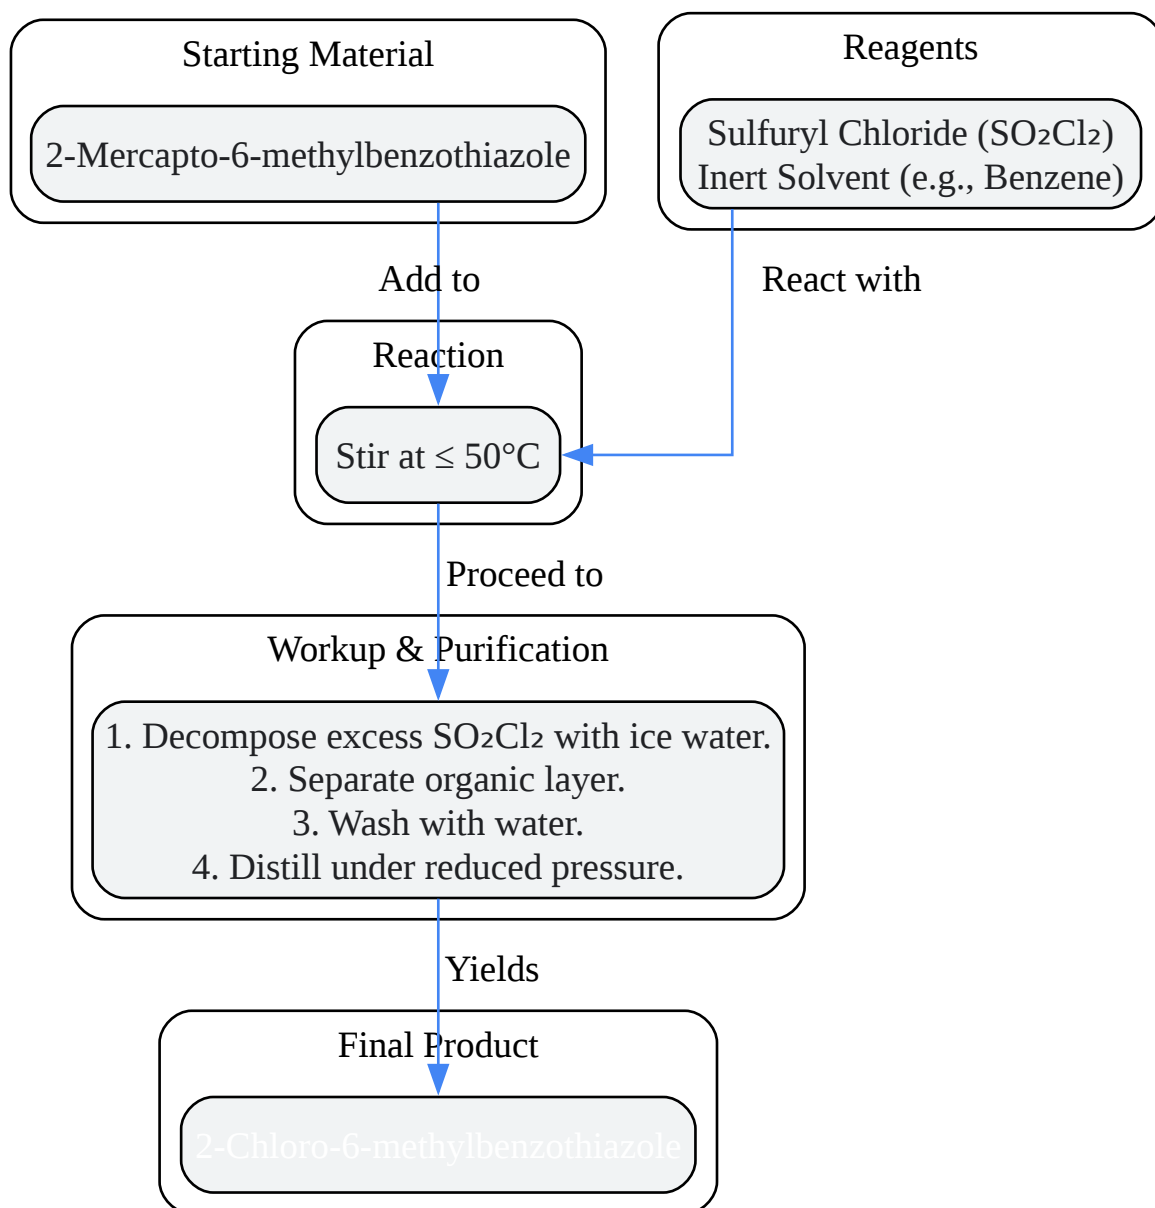 Starting Material
2-Mercapto-6-methylbenzothiazole
Reagents
Sulfuryl Chloride (SO₂Cl₂)
Inert Solvent (e.g., Benzene)
Add to
React with
Reaction
Stir at ≤ 50°C
Proceed to
Workup & Purification
1. Decompose excess SO₂Cl₂ with ice water.
2. Separate organic layer.
3. Wash with water.
4. Distill under reduced pressure.
Yields
Final Product
2-Chloro-6-methylbenzothiazole